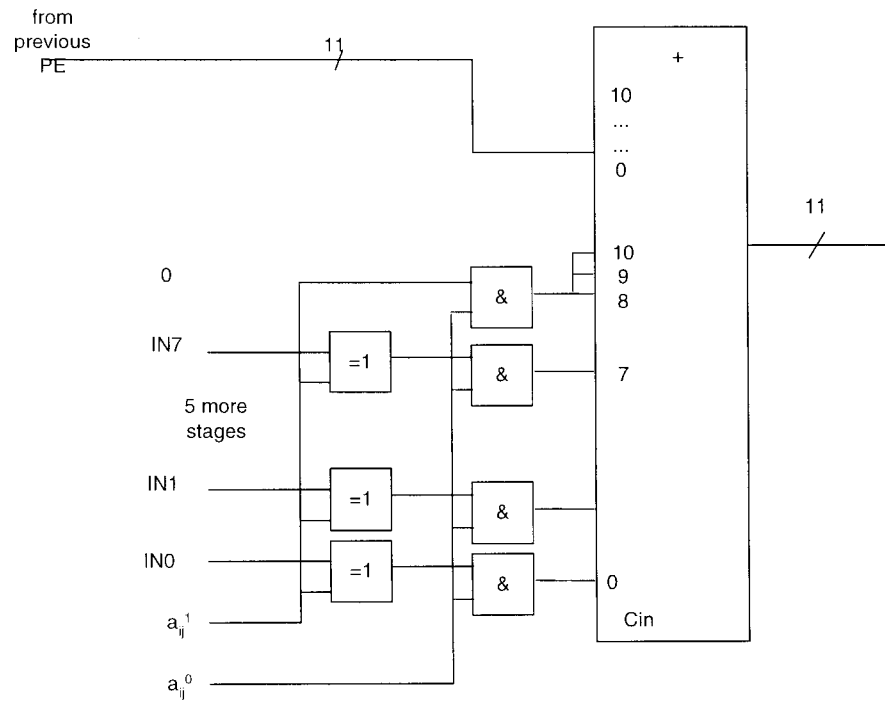 from
previous
PE
11
+
10
...
...
0
11
0
&
10
9
8
IN7
=1
&
7
5 more
stages
IN1
=1
&
IN0
=1
&
0
a_ij^1
Cin
a_ij^0